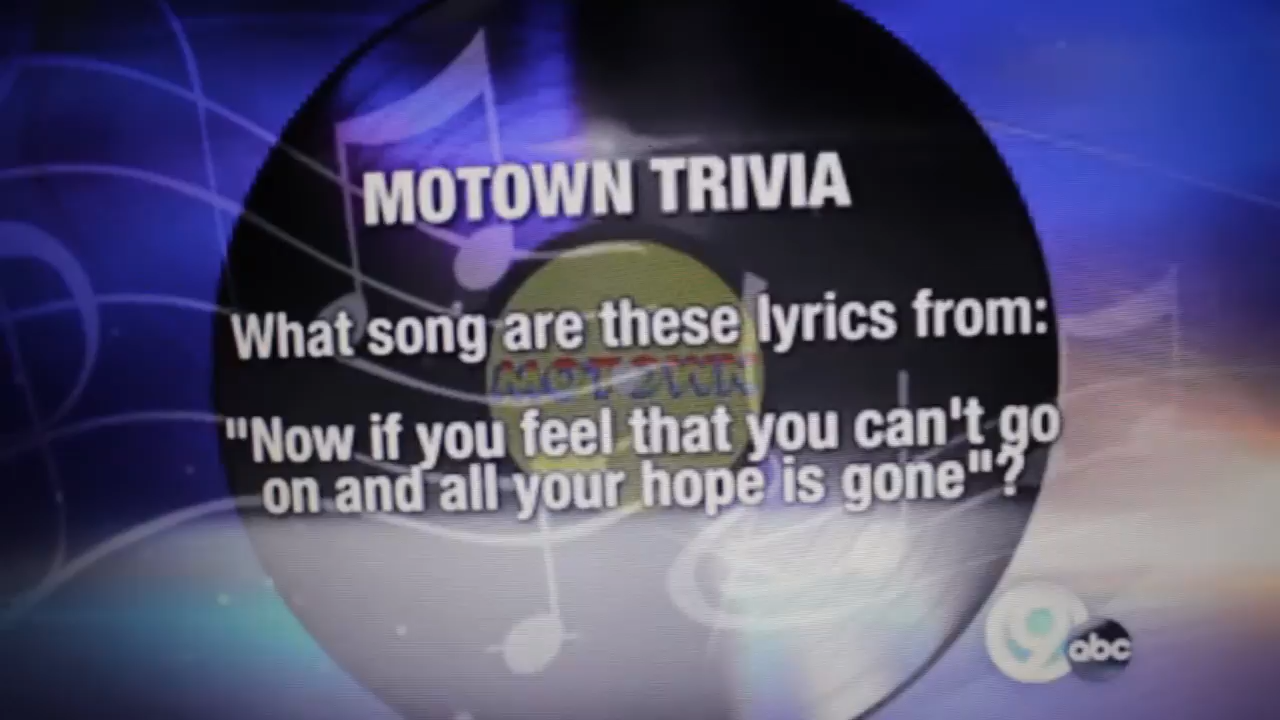 MOTOWN TRIVIA
What song are these lyrics from:
MOTOWN
"Now if you feel that you can't go
on and all your hope is gone"?
9 abc